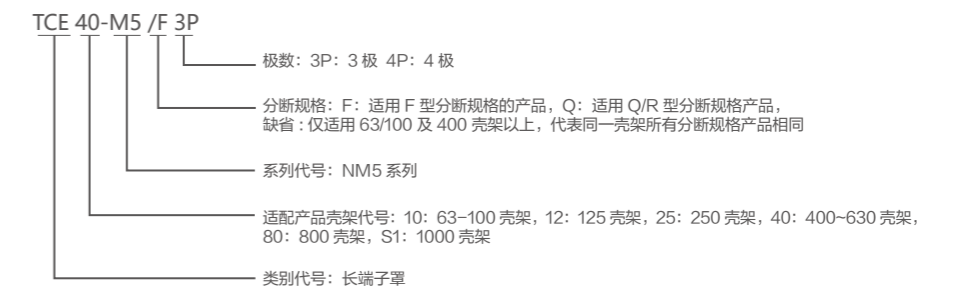 TCE 40-M5 /F 3P
极数：3P：3 极 4P：4 极
分断规格：F：适用 F 型分断规格的产品，Q：适用 Q/R 型分断规格产品，
缺省：仅适用 63/100 及 400 壳架以上，代表同一壳架所有分断规格产品相同
系列代号：NM5 系列
适配产品壳架代号：10：63-100 壳架，12：125 壳架，25：250 壳架，40：400~630 壳架，
80：800 壳架，S1：1000 壳架
类别代号：长端子罩